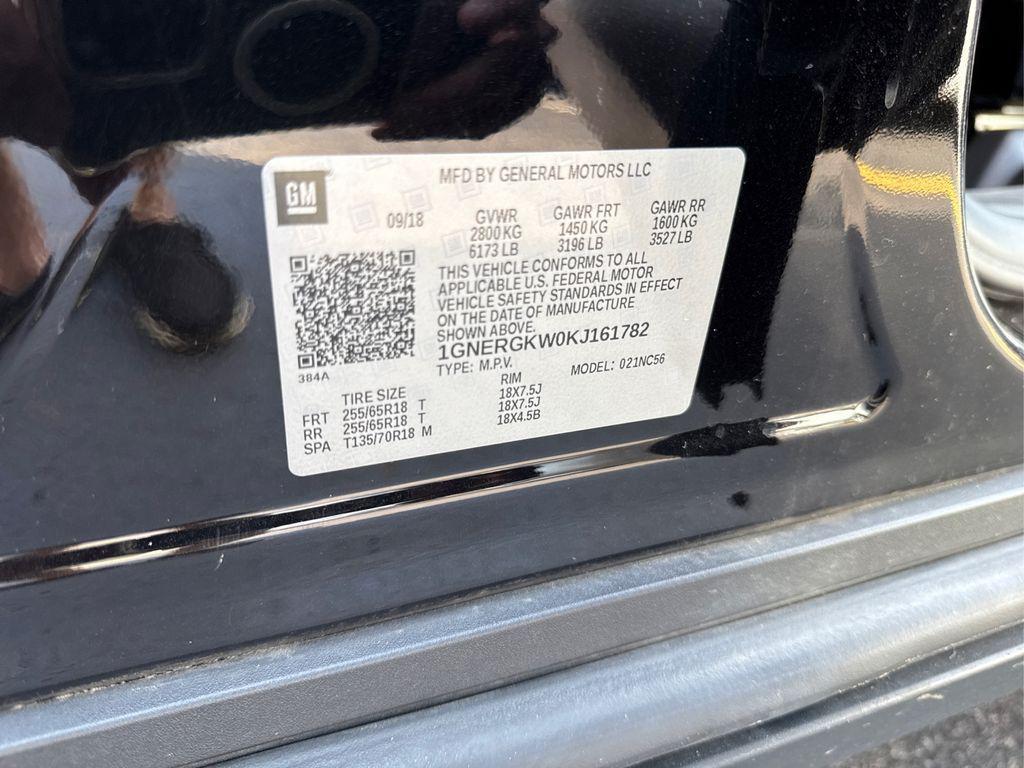 MFD BY GENERAL MOTORS LLC
GM
09/18
GVWR GAWR FRT GAWR RR
2800 KG 1450 KG 1600 KG
6173 LB 3196 LB 3527 LB
THIS VEHICLE CONFORMS TO ALL
APPLICABLE U.S. FEDERAL MOTOR
VEHICLE SAFETY STANDARDS IN EFFECT
ON THE DATE OF MANUFACTURE
SHOWN ABOVE.
1GNERGKW0KJ161782
TYPE: M.P.V. MODEL: 021NC56
384A
TIRE SIZE RIM
FRT 255/65R18 T 18X7.5J
RR 255/65R18 T 18X7.5J
SPA T135/70R18 M 18X4.5B